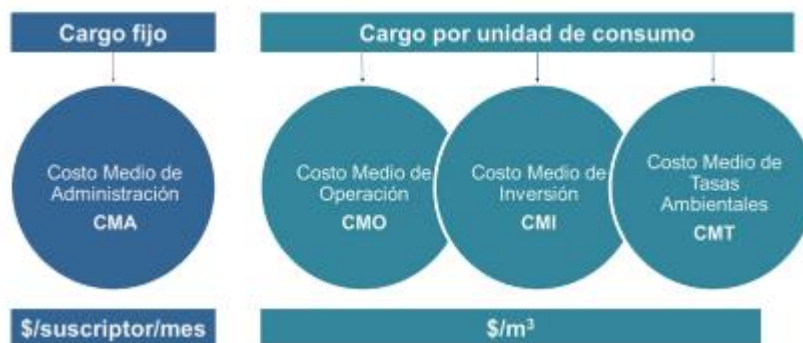 Cargo fijo
Cargo por unidad de consumo
Costo Medio de
Administración
CMA
Costo Medio de
Operación
CMO
Costo Medio de
Inversión
CMI
Costo Medio de
Tasas
Ambientales
CMT
$/suscriptor/mes
$/m³